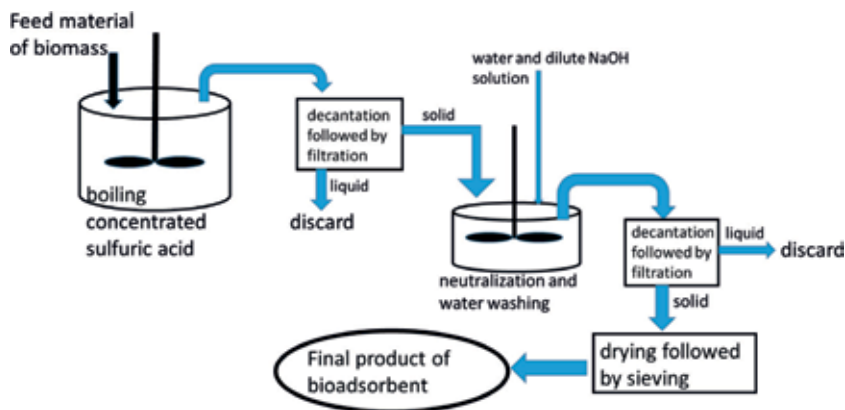 Feed material
of biomass
boiling
concentrated
sulfuric acid
decantation
followed by
filtration
solid
liquid
discard
water and dilute NaOH
solution
neutralization and
water washing
decantation
followed by
filtration
liquid
discard
solid
drying followed
by sieving
Final product of
bioadsorbent